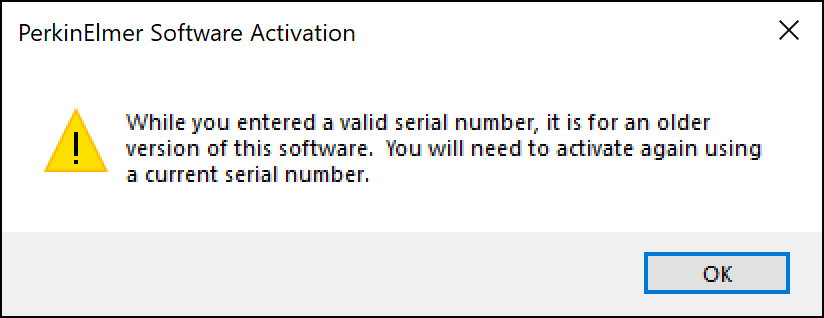 PerkinElmer Software Activation
While you entered a valid serial number, it is for an older
version of this software.  You will need to activate again using
a current serial number.
OK